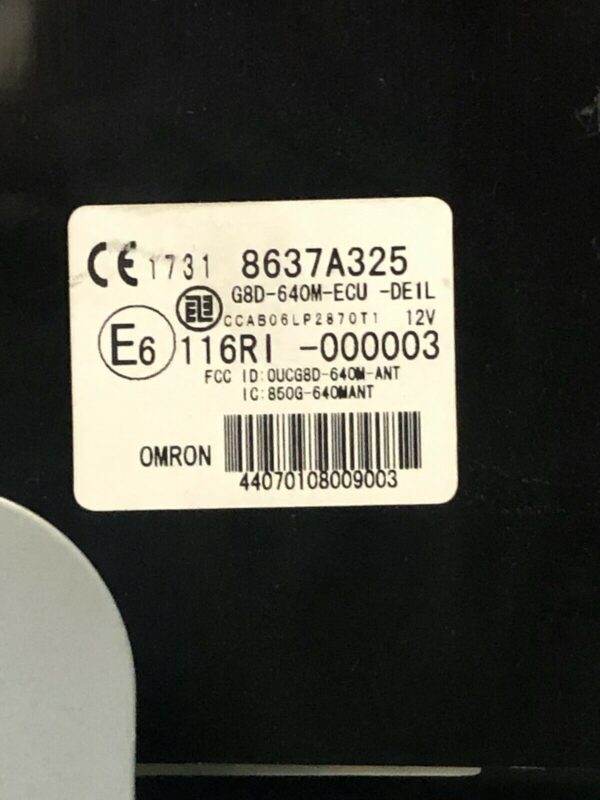 CE 1731 8637A325
G8D-640M-ECU -DE1L
CCAB06LP2870T1 12V
E6 116RI -000003
FCC ID:OUCG8D-640M-ANT
IC:850G-640MANT
OMRON
44070108009003